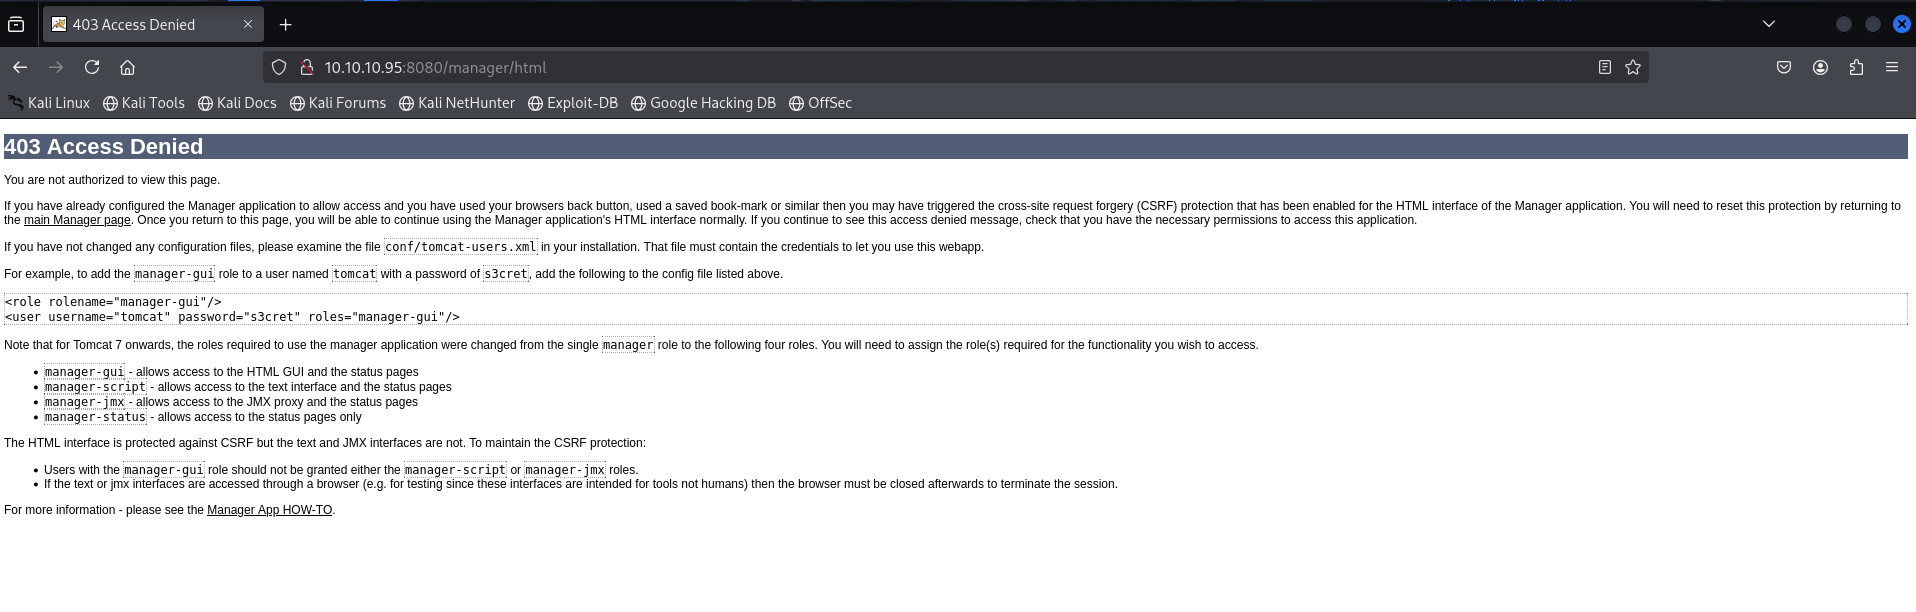 403 Access Denied
10.10.10.95:8080/manager/html
Kali Linux Kali Tools Kali Docs Kali Forums Kali NetHunter Exploit-DB Google Hacking DB OffSec
403 Access Denied
You are not authorized to view this page.
If you have already configured the Manager application to allow access and you have used your browsers back button, used a saved book-mark or similar then you may have triggered the cross-site request forgery (CSRF) protection that has been enabled for the HTML interface of the Manager application. You will need to reset this protection by returning to
the main Manager page. Once you return to this page, you will be able to continue using the Manager application's HTML interface normally. If you continue to see this access denied message, check that you have the necessary permissions to access this application.
If you have not changed any configuration files, please examine the file conf/tomcat-users.xml in your installation. That file must contain the credentials to let you use this webapp.
For example, to add the manager-gui role to a user named tomcat with a password of s3cret, add the following to the config file listed above.
<role rolename="manager-gui"/>
<user username="tomcat" password="s3cret" roles="manager-gui"/>
Note that for Tomcat 7 onwards, the roles required to use the manager application were changed from the single manager role to the following four roles. You will need to assign the role(s) required for the functionality you wish to access.
• manager-gui - allows access to the HTML GUI and the status pages
• manager-script - allows access to the text interface and the status pages
• manager-jmx - allows access to the JMX proxy and the status pages
• manager-status - allows access to the status pages only
The HTML interface is protected against CSRF but the text and JMX interfaces are not. To maintain the CSRF protection:
• Users with the manager-gui role should not be granted either the manager-script or manager-jmx roles.
• If the text or jmx interfaces are accessed through a browser (e.g. for testing since these interfaces are intended for tools not humans) then the browser must be closed afterwards to terminate the session.
For more information - please see the Manager App HOW-TO.